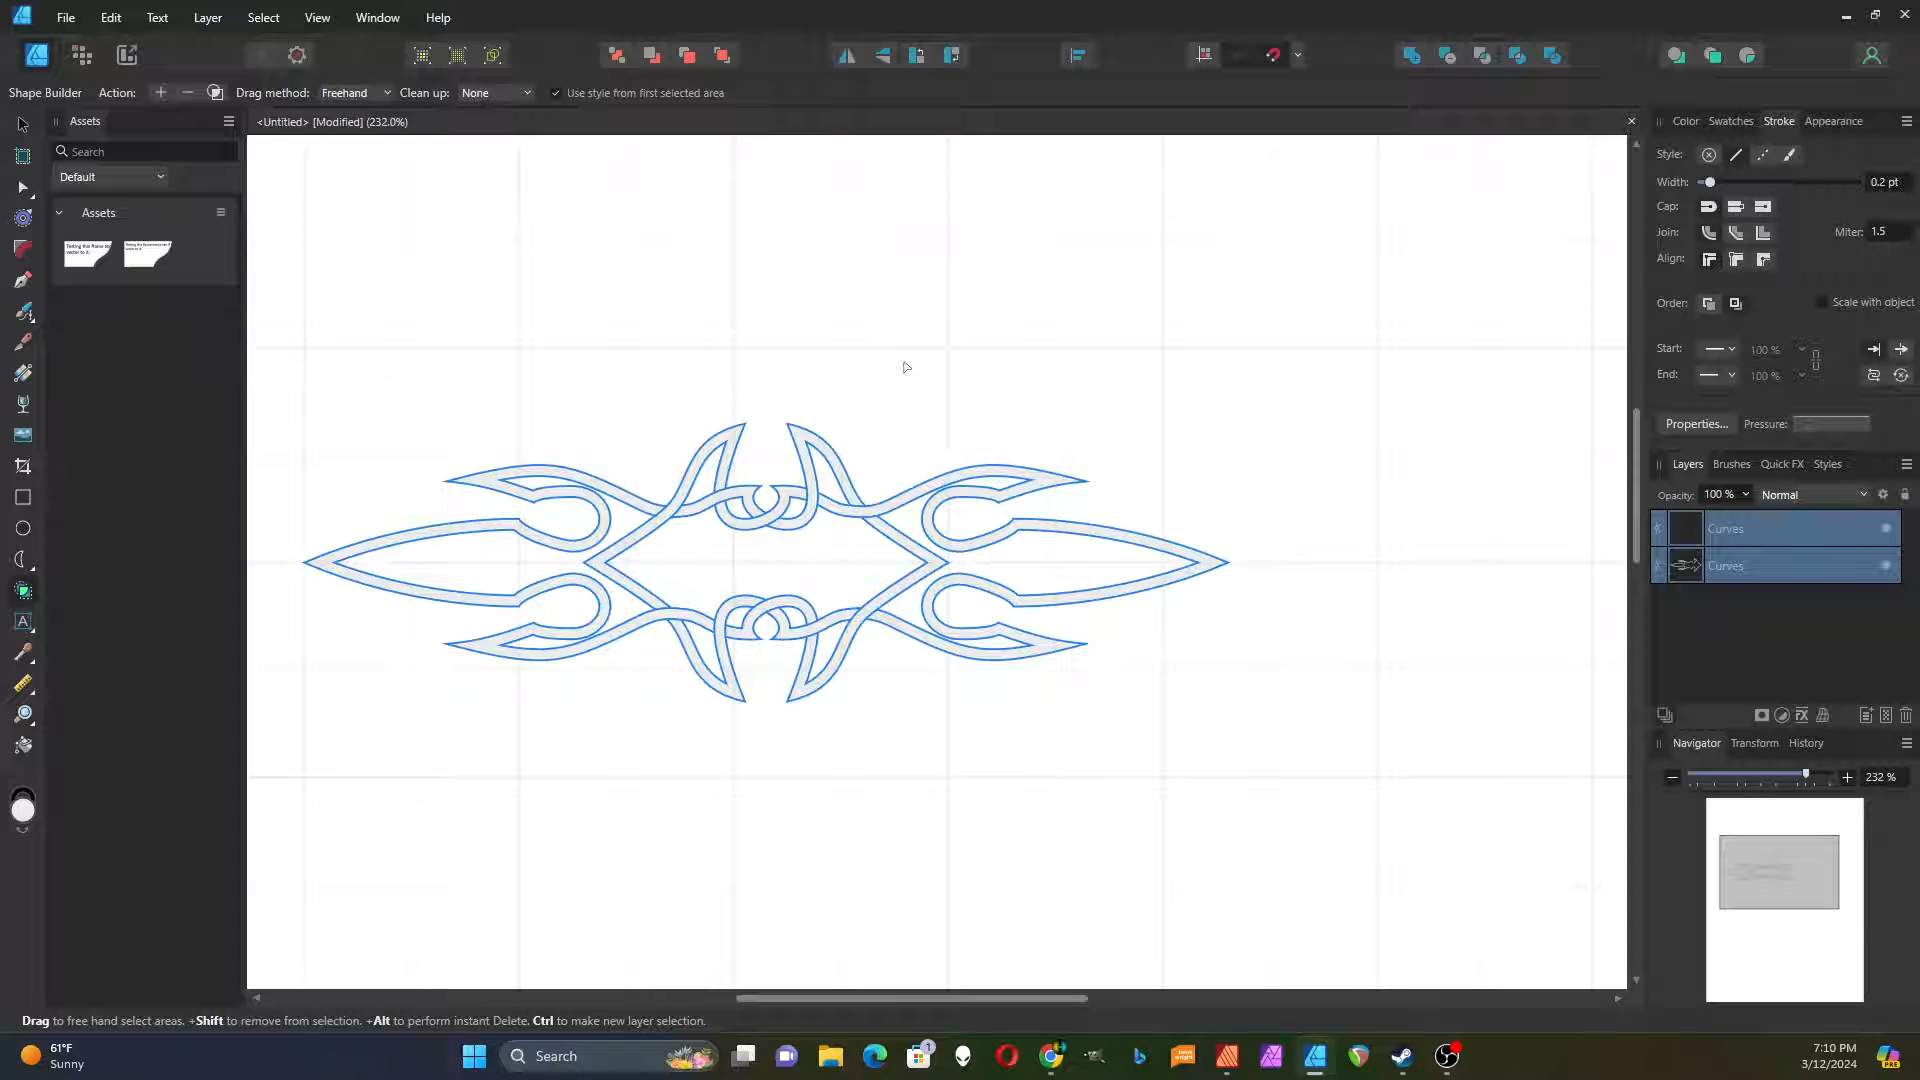 File Edit Text Layer Select View Window Help
Shape Builder Action: Drag method: Freehand Clean up: None Use style from first selected area
Assets
<Untitled> [Modified] (232.0%)
Color Swatches Stroke Appearance
Search
Default
Assets
Style:
Width: 0.2 pt
Cap:
Join: Miter: 1.5
Align:
Order: Scale with object
Start: 100 %
End: 100 %
Properties... Pressure:
Layers Brushes Quick FX Styles
Opacity: 100 % Normal
Curves
Curves
Navigator Transform History
232 %
Drag to free hand select areas. +Shift to remove from selection. +Alt to perform instant Delete. Ctrl to make new layer selection.
61°F
Sunny
Search
1
7:10 PM
3/12/2024